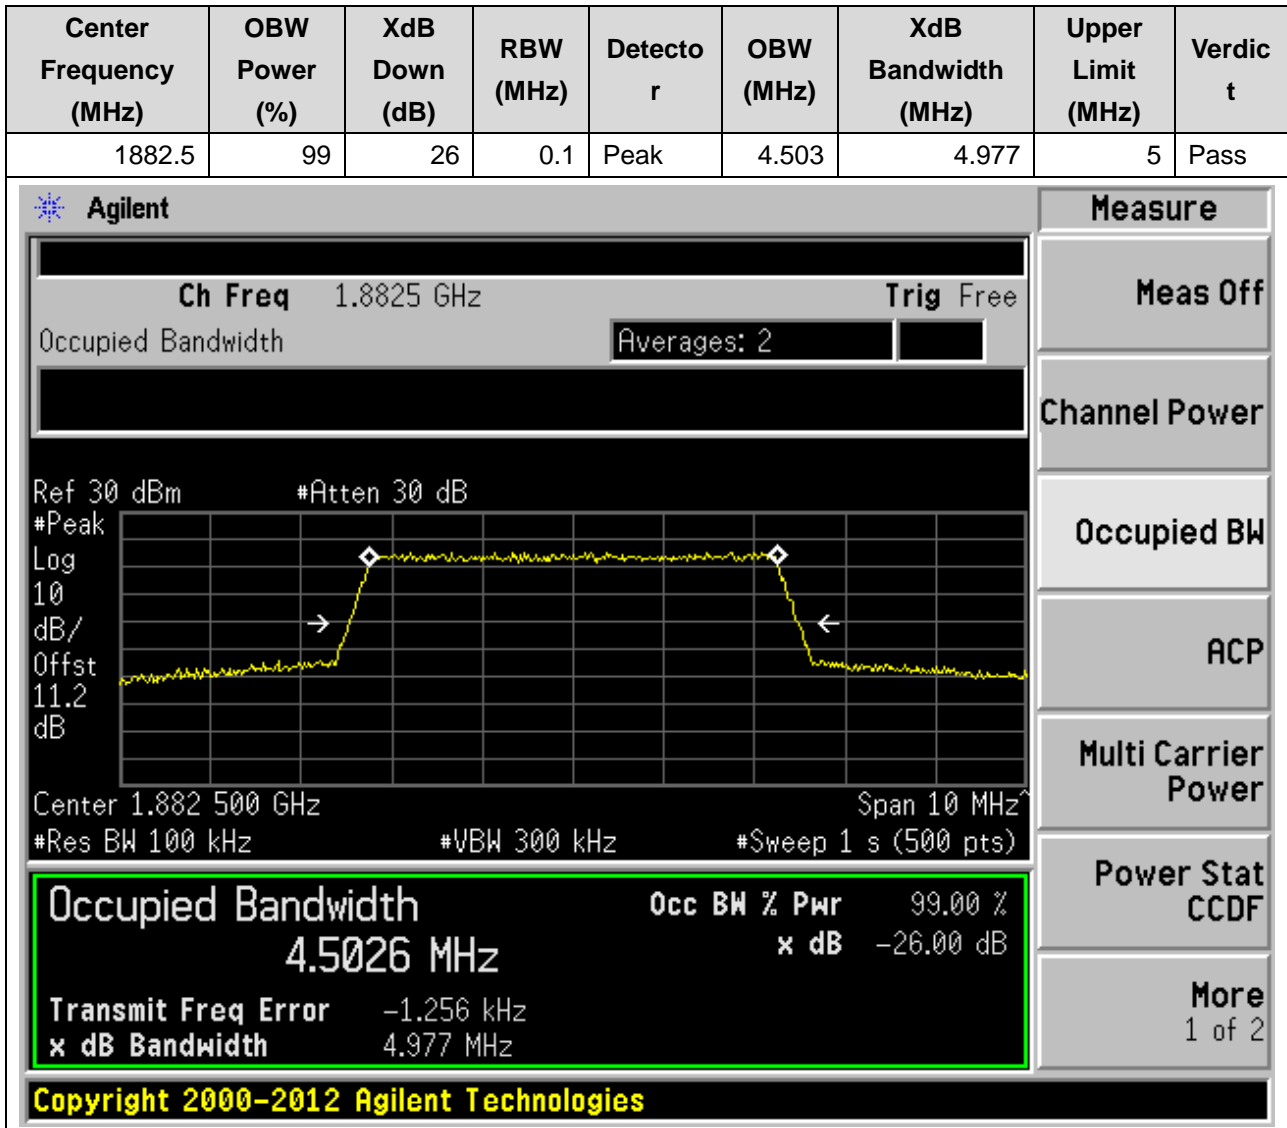 Center Frequency (MHz) OBW Power (%) XdB Down (dB) RBW (MHz) Detecto r OBW (MHz) XdB Bandwidth (MHz) Upper Limit (MHz) Verdic t
1882.5 99 26 0.1 Peak 4.503 4.977 5 Pass
Agilent
Measure
Ch Freq 1.8825 GHz Trig Free
Meas Off
Occupied Bandwidth Averages: 2
Channel Power
Ref 30 dBm #Atten 30 dB
#Peak
Log
10
dB/
Offst
11.2
dB
Occupied BW
ACP
Multi Carrier
Power
Center 1.882 500 GHz Span 10 MHz^
#Res BW 100 kHz #VBW 300 kHz #Sweep 1 s (500 pts)
Power Stat
CCDF
Occupied Bandwidth Occ BW % Pwr 99.00 %
4.5026 MHz x dB -26.00 dB
Transmit Freq Error -1.256 kHz
x dB Bandwidth 4.977 MHz
More
1 of 2
Copyright 2000-2012 Agilent Technologies